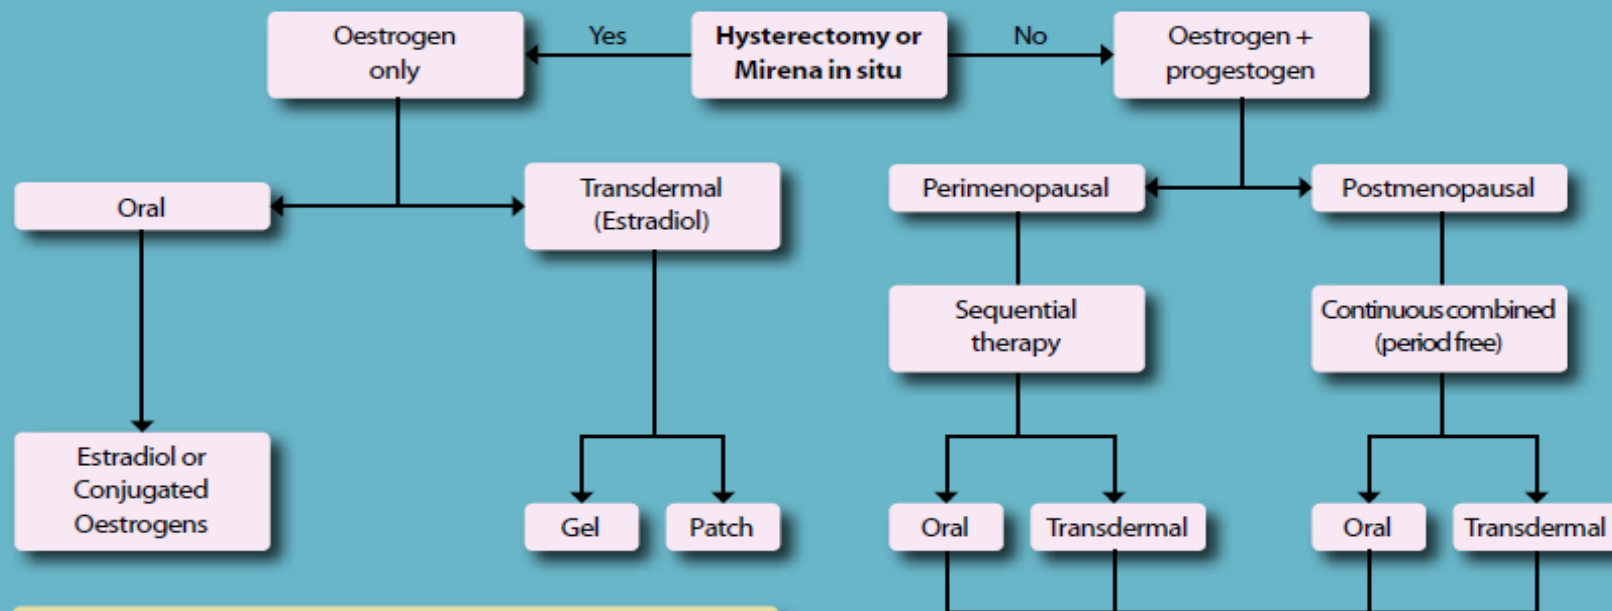 Oestrogen
only
Yes
Hysterectomy or
Mirena in situ
No
Oestrogen +
progestogen
Oral
Transdermal
(Estradiol)
Perimenopausal
Postmenopausal
Sequential
therapy
Continuous combined
(period free)
Estradiol or
Conjugated
Oestrogens
Gel
Patch
Oral
Transdermal
Oral
Transdermal